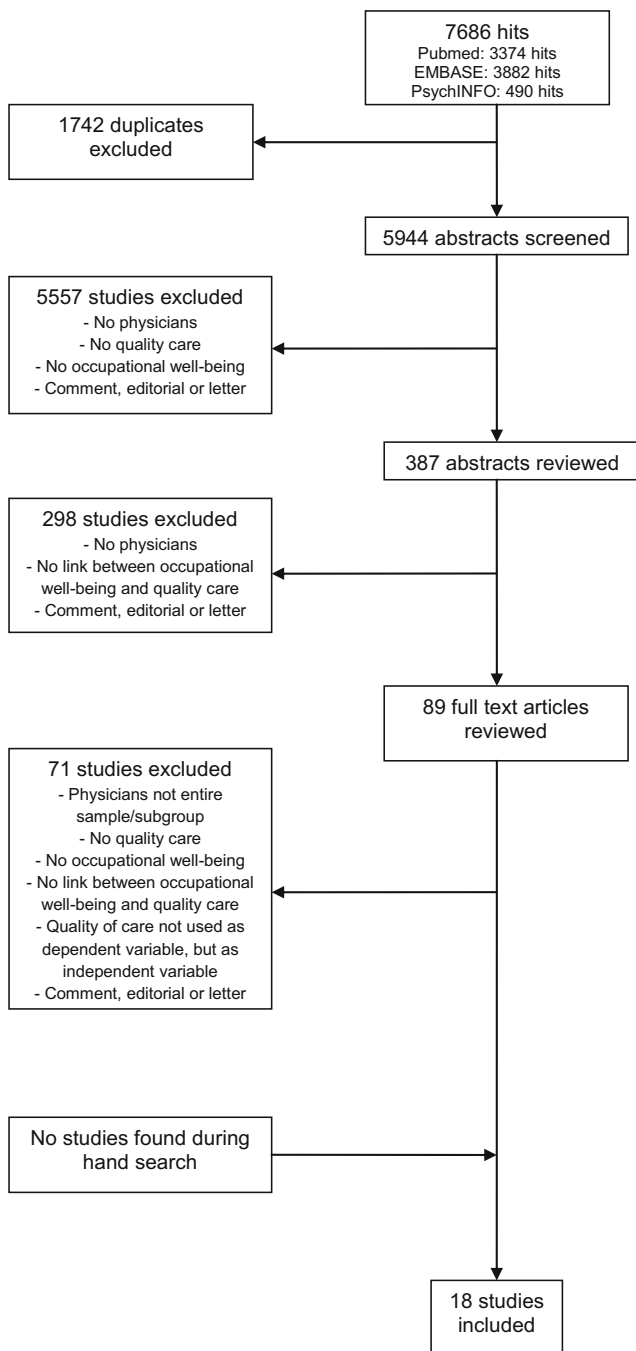 7686 hits
Pubmed: 3374 hits
EMBASE: 3882 hits
PsychINFO: 490 hits
1742 duplicates
excluded
5944 abstracts screened
5557 studies excluded
- No physicians
- No quality care
- No occupational well-being
- Comment, editorial or letter
387 abstracts reviewed
298 studies excluded
- No physicians
- No link between occupational
well-being and quality care
- Comment, editorial or letter
89 full text articles
reviewed
71 studies excluded
- Physicians not entire
sample/subgroup
- No quality care
- No occupational well-being
- No link between occupational
well-being and quality care
- Quality of care not used as
dependent variable, but as
independent variable
- Comment, editorial or letter
No studies found during
hand search
18 studies
included